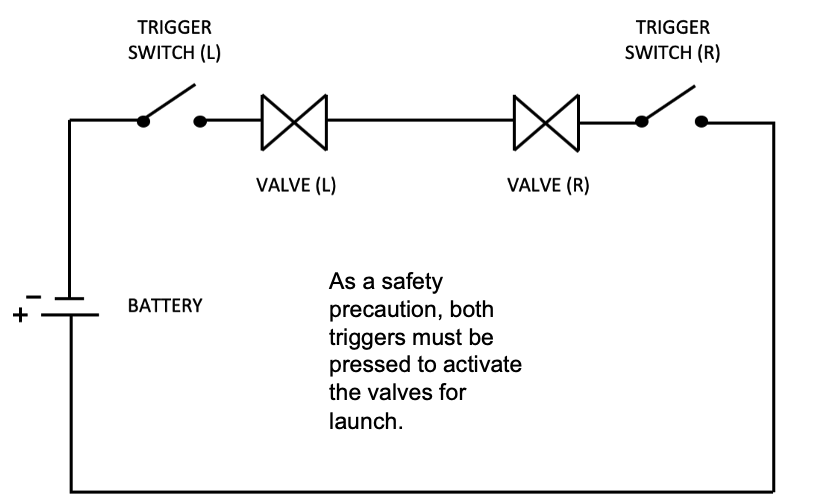 TRIGGER
SWITCH (L)
TRIGGER
SWITCH (R)
VALVE (L)
VALVE (R)
−
+
BATTERY
As a safety
precaution, both
triggers must be
pressed to activate
the valves for
launch.